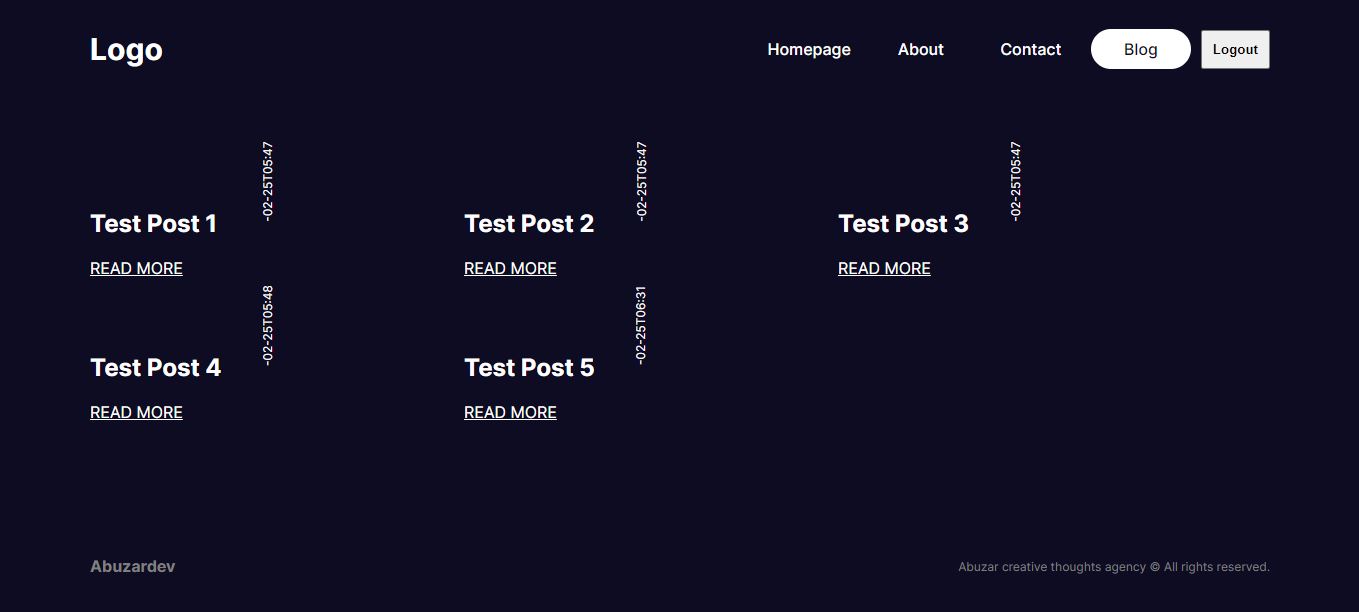 Logo
Homepage About Contact Blog Logout
-02-25T05:47
Test Post 1
READ MORE
-02-25T05:47
Test Post 2
READ MORE
-02-25T05:47
Test Post 3
READ MORE
-02-25T05:48
Test Post 4
READ MORE
-02-25T06:31
Test Post 5
READ MORE
Abuzardev
Abuzar creative thoughts agency © All rights reserved.